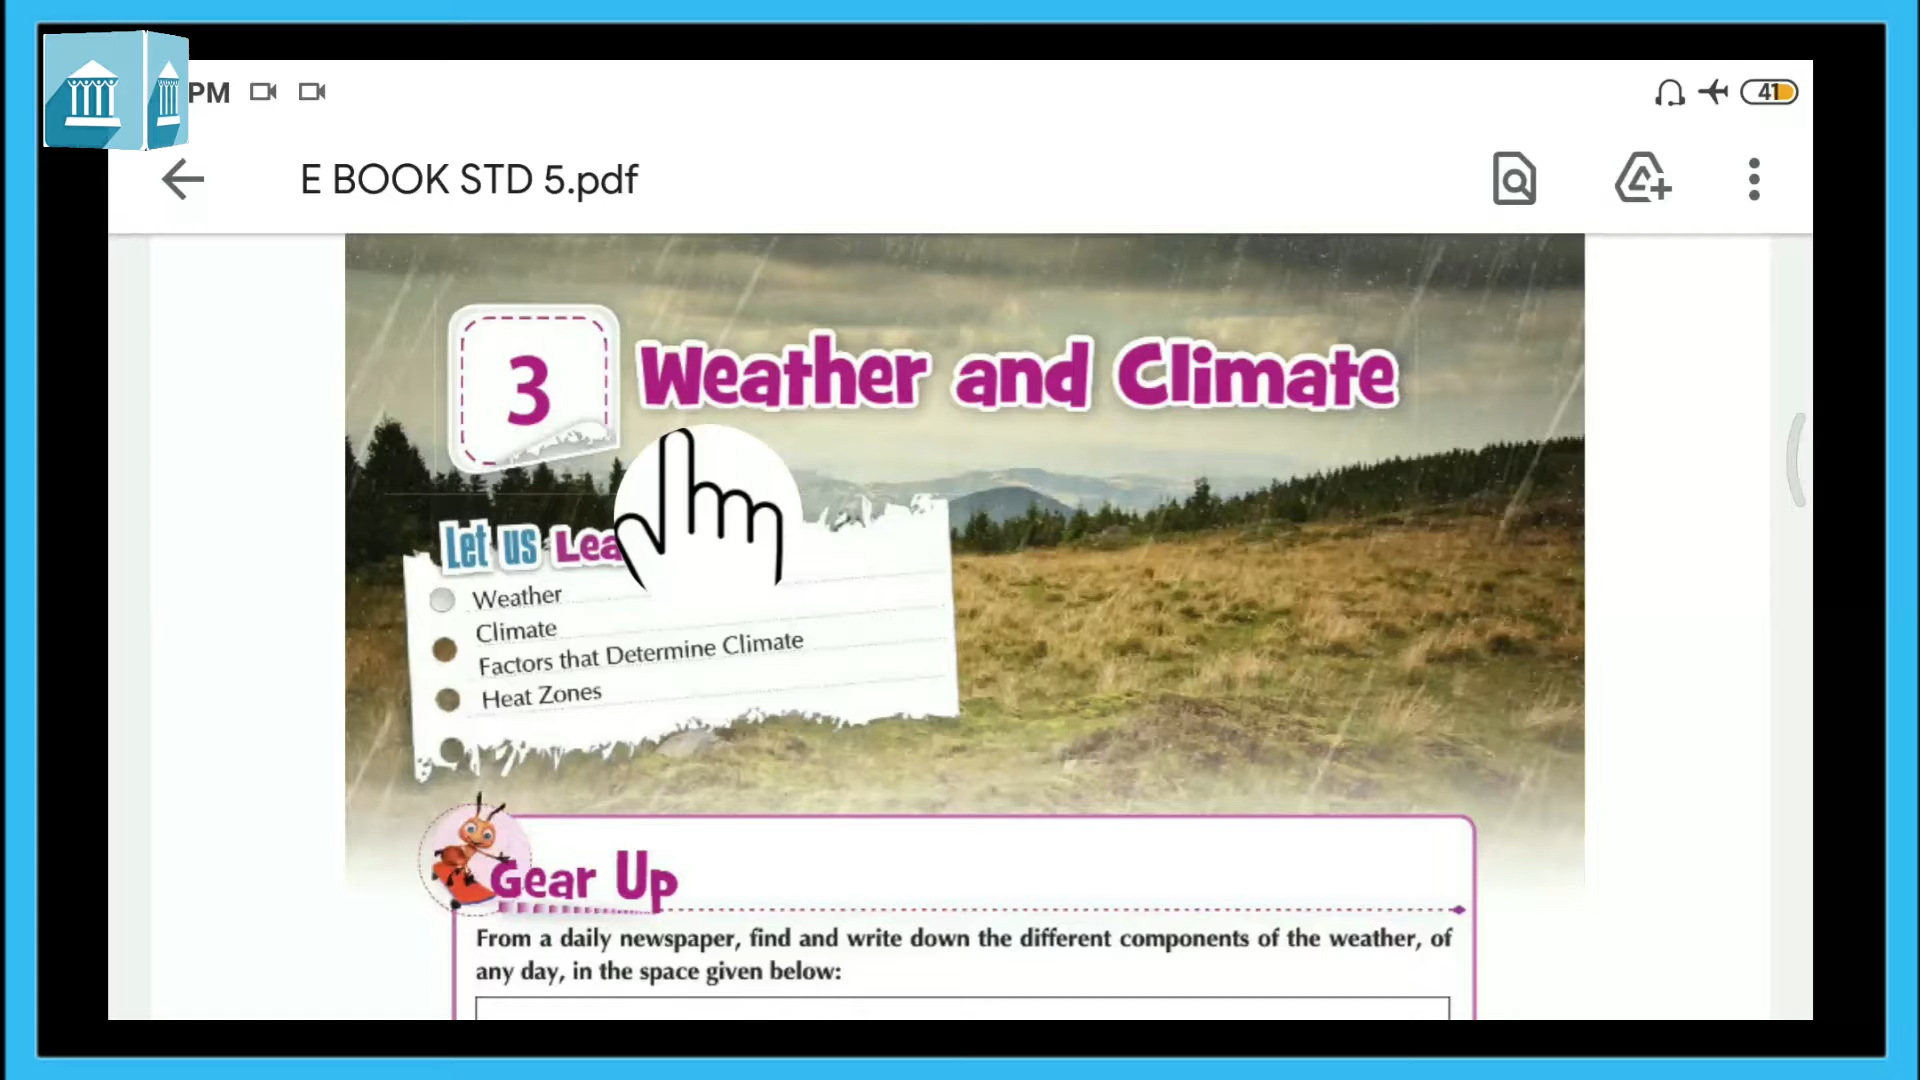 PM
41
E BOOK STD 5.pdf
3
Weather and Climate
Let us
Weather
Climate
Factors that Determine Climate
Heat Zones
Gear Up
From a daily newspaper, find and write down the different components of the weather, of
any day, in the space given below: